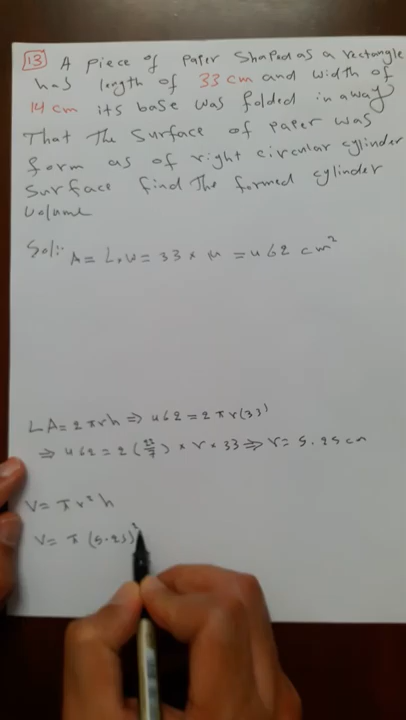 13 A piece of Paper Shaped as a rectangle
has length of 33 cm and width of
14 cm its base was folded in away
That The Surface of paper was
form as of right circular cylinder
Surface find The formed cylinder
Volume
Sol:- A = L.W = 33 × 14 = 462 cm²
LA = 2πrh ⇒ 462 = 2πr(33)
⇒ 462 = 2 (22/7) × r × 33 ⇒ r = 5.25 cm
V = πr²h
V = π (5.25)²